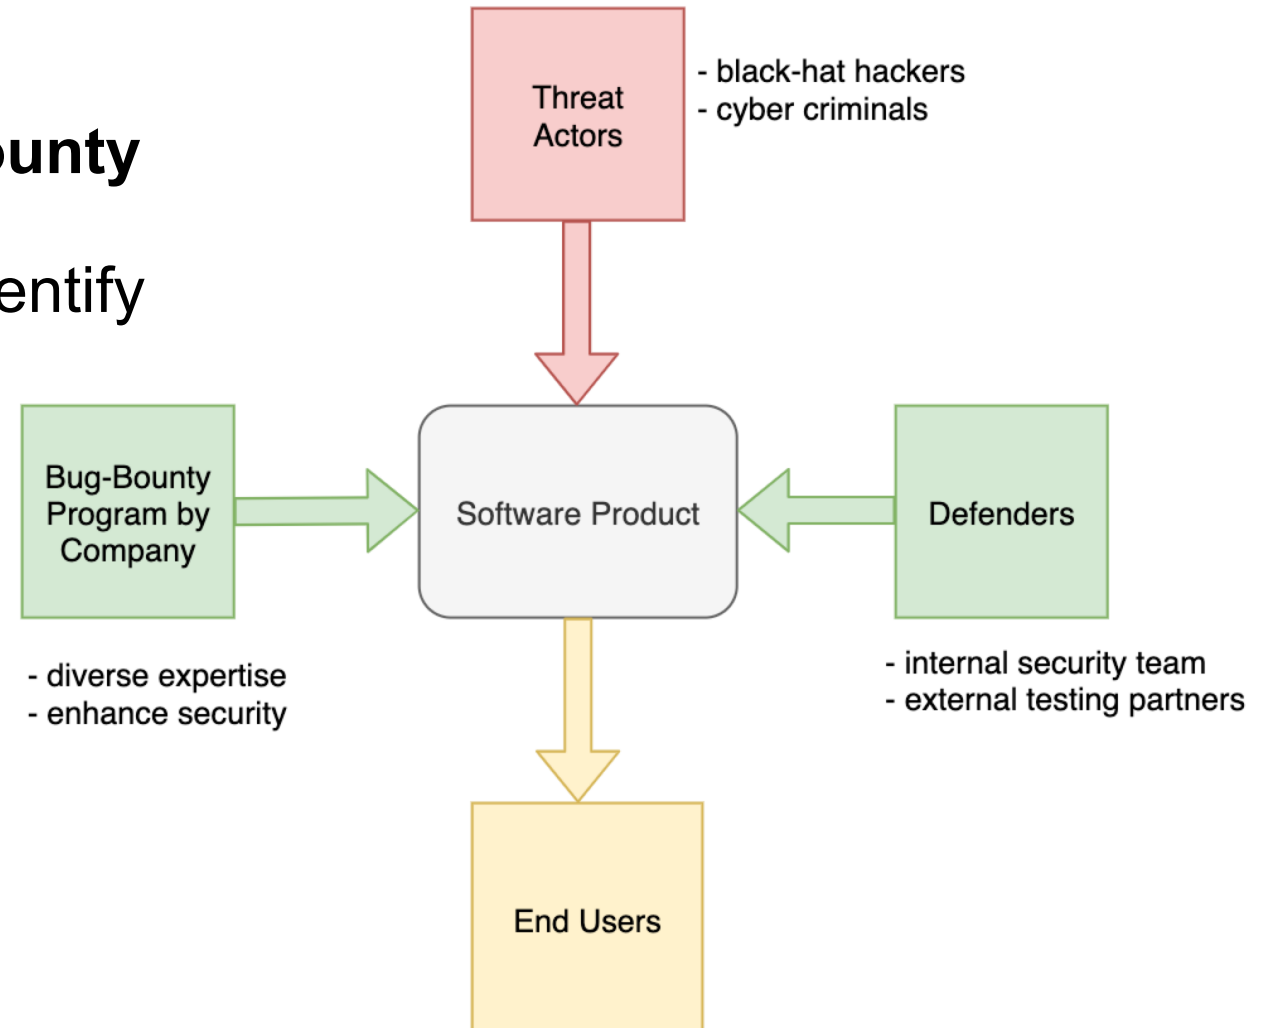 Threat
Actors
- black-hat hackers
- cyber criminals
ounty
entify
Bug-Bounty
Program by
Company
Software Product
Defenders
- diverse expertise
- enhance security
- internal security team
- external testing partners
End Users